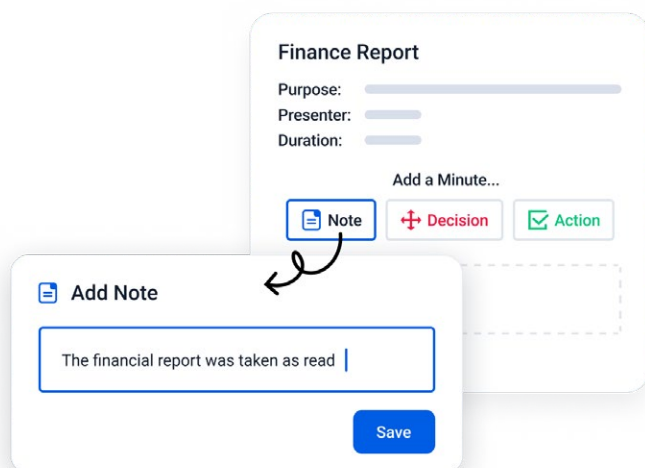 Finance Report
Purpose:
Presenter:
Duration:
Add a Minute...
Note
Decision
Action
Add Note
The financial report was taken as read
Save